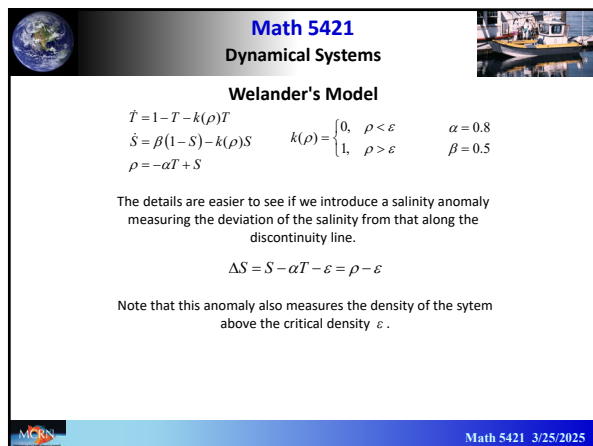 Math 5421
Dynamical Systems
Welander's Model
Ṫ = 1 − T − k(ρ)T
Ṡ = β(1 − S) − k(ρ)S
ρ = −αT + S
k(ρ) = {0, ρ < ε
1, ρ > ε
α = 0.8
β = 0.5
The details are easier to see if we introduce a salinity anomaly
measuring the deviation of the salinity from that along the
discontinuity line.
ΔS = S − αT − ε = ρ − ε
Note that this anomaly also measures the density of the sytem
above the critical density ε .
MCRN
Math 5421 3/25/2025